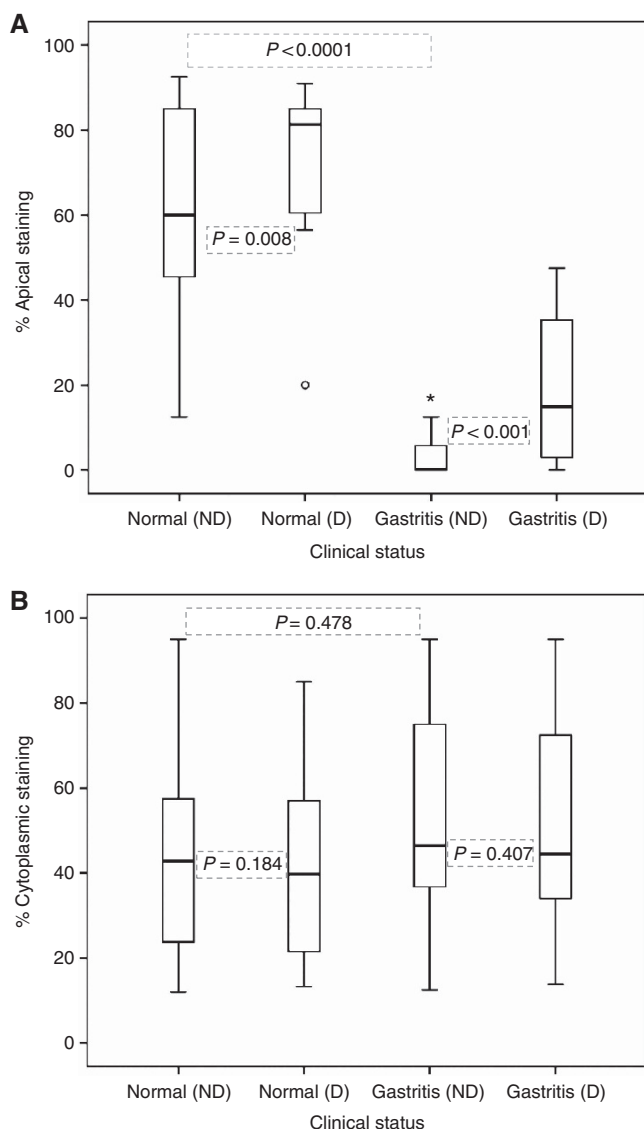 A
100
80
60
40
20
0
% Apical staining
P<0.0001
P = 0.008
*
P < 0.001
Normal (ND) Normal (D) Gastritis (ND) Gastritis (D)
Clinical status
B
100
80
60
40
20
0
% Cytoplasmic staining
P = 0.478
P = 0.184
P = 0.407
Normal (ND) Normal (D) Gastritis (ND) Gastritis (D)
Clinical status